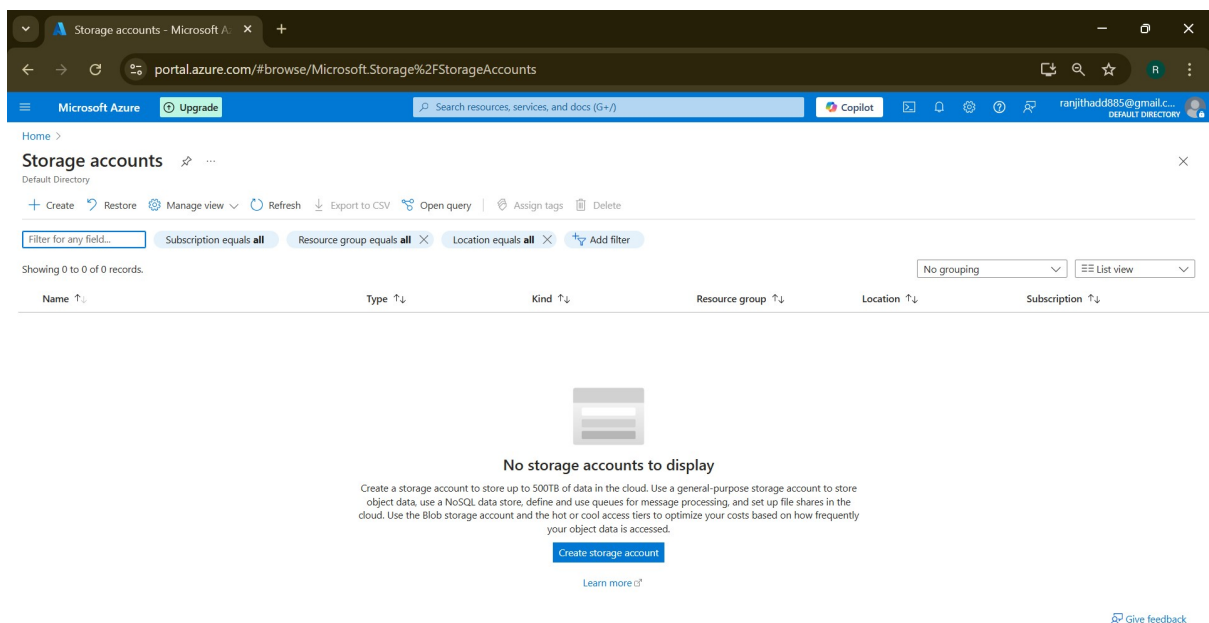 Storage accounts - Microsoft A
portal.azure.com/#browse/Microsoft.Storage%2FStorageAccounts
R
Microsoft Azure Upgrade Search resources, services, and docs (G+/) Copilot ranjithadd885@gmail.c...
DEFAULT DIRECTORY
Home >
Storage accounts ...
Default Directory
Create Restore Manage view Refresh Export to CSV Open query Assign tags Delete
Filter for any field... Subscription equals all Resource group equals all Location equals all Add filter
Showing 0 to 0 of 0 records. No grouping List view
Name Type Kind Resource group Location Subscription
No storage accounts to display
Create a storage account to store up to 500TB of data in the cloud. Use a general-purpose storage account to store
object data, use a NoSQL data store, define and use queues for message processing, and set up file shares in the
cloud. Use the Blob storage account and the hot or cool access tiers to optimize your costs based on how frequently
your object data is accessed.
Create storage account
Learn more
Give feedback